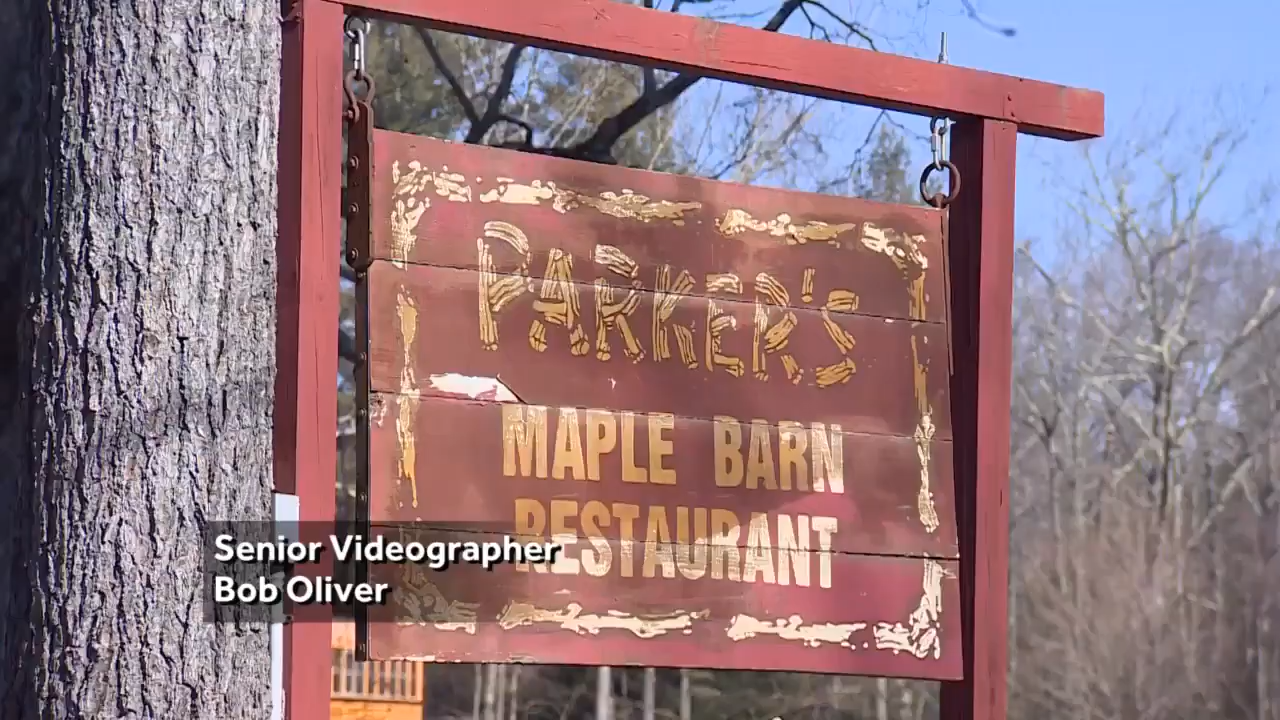 PARKER'S
MAPLE BARN
RESTAURANT
Senior Videographer
Bob Oliver